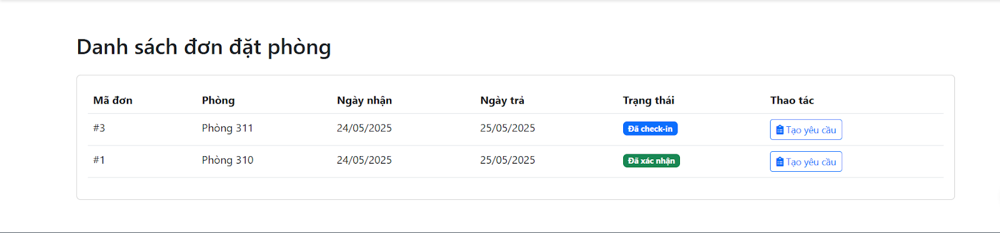 Danh sách đơn đặt phòng
Mã đơn Phòng Ngày nhận Ngày trả Trạng thái Thao tác
#3 Phòng 311 24/05/2025 25/05/2025 Đã check-in Tạo yêu cầu
#1 Phòng 310 24/05/2025 25/05/2025 Đã xác nhận Tạo yêu cầu